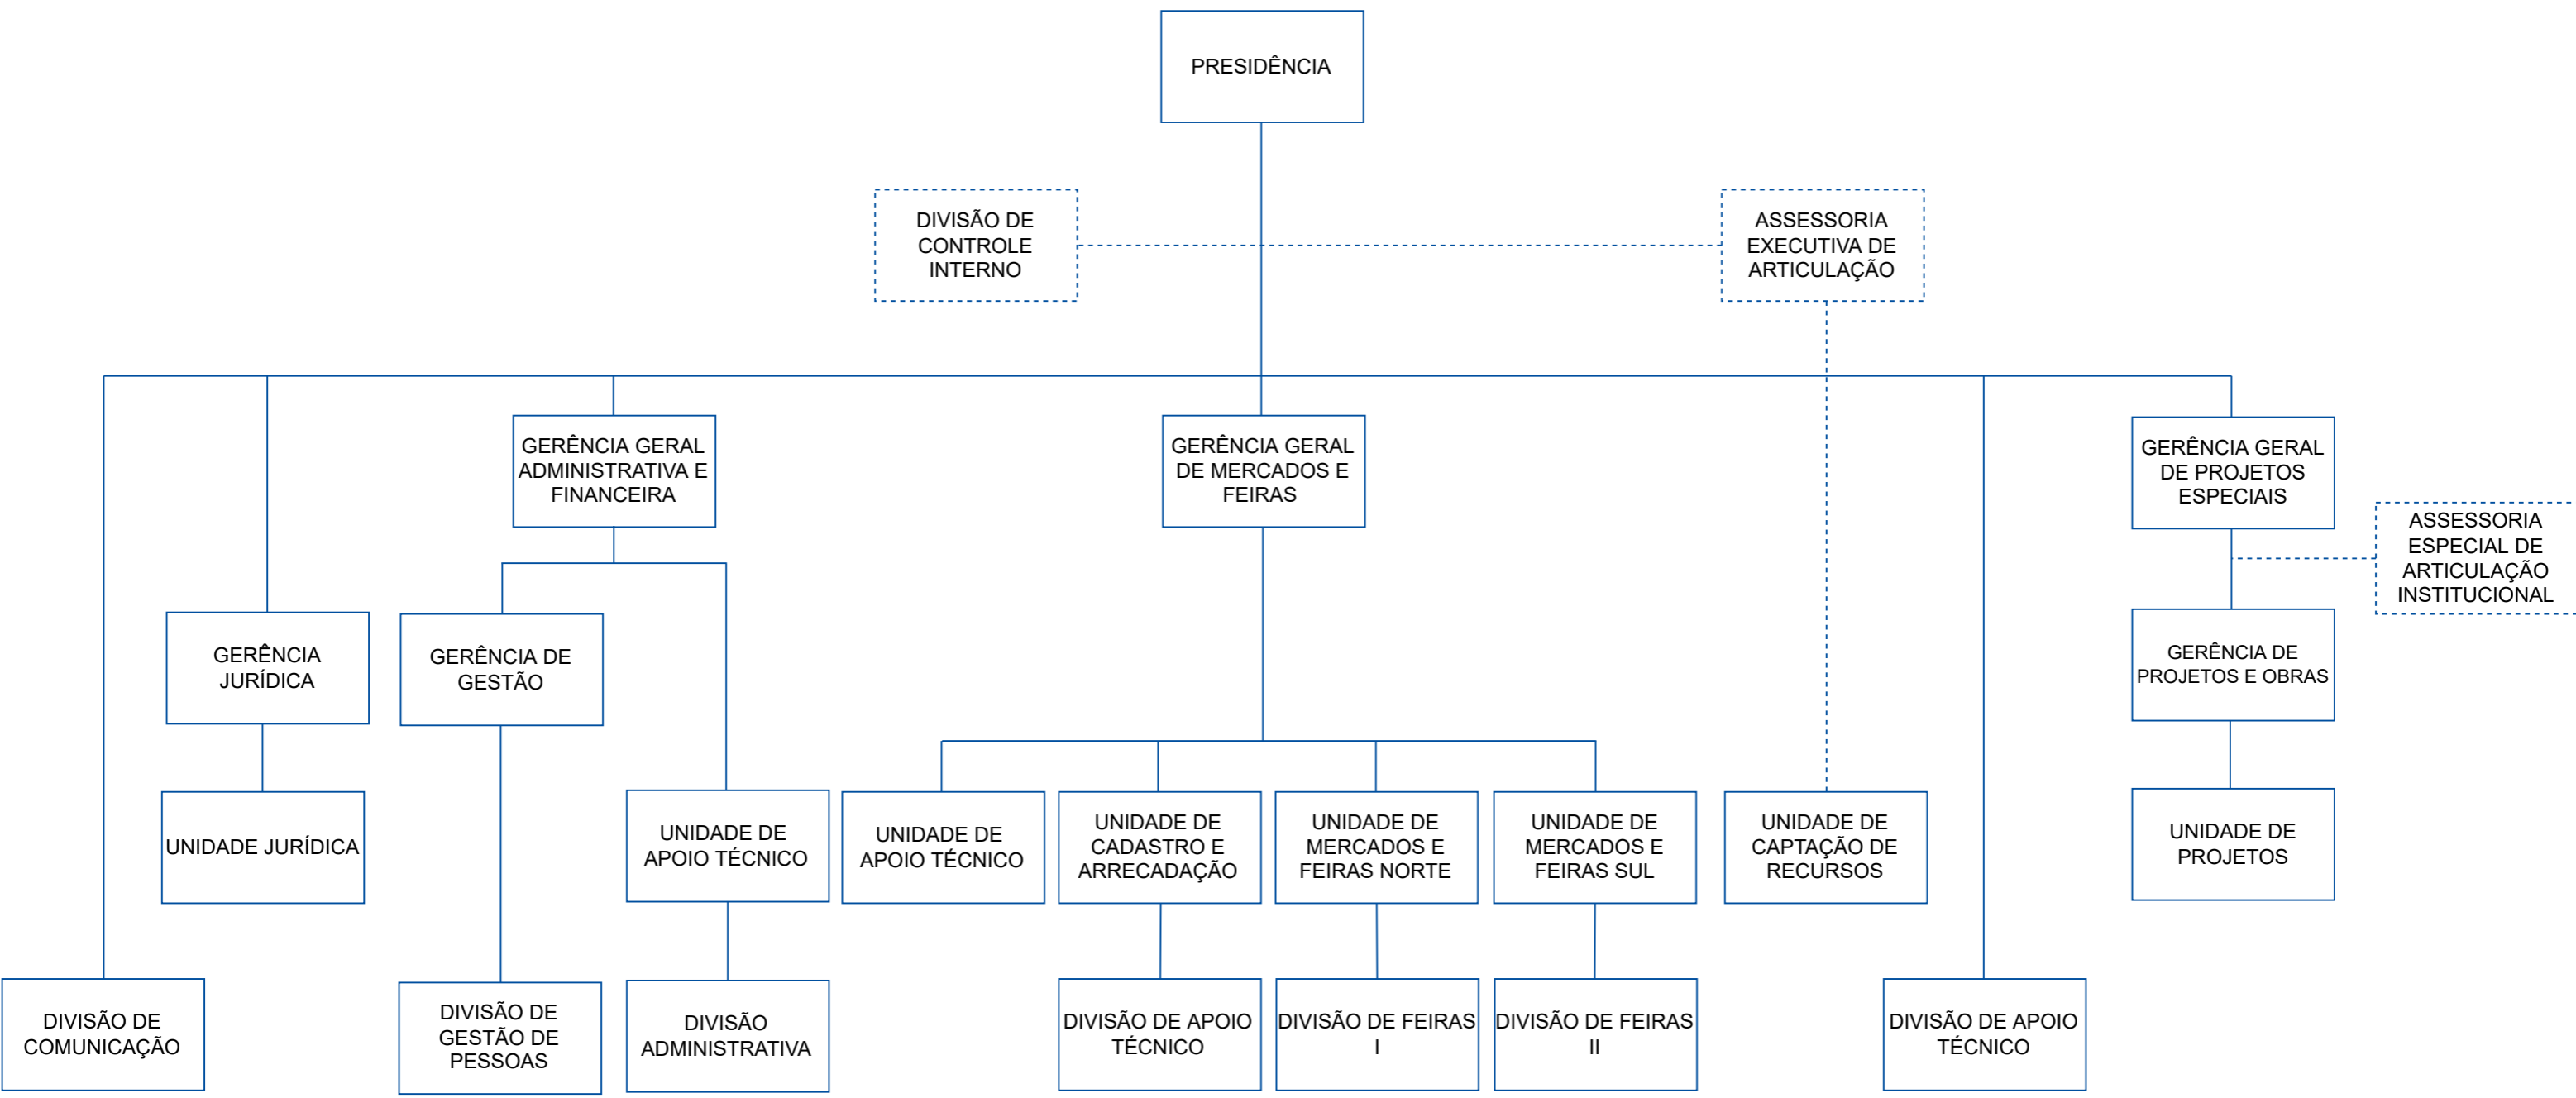 PRESIDÊNCIA
DIVISÃO DE
CONTROLE
INTERNO
ASSESSORIA
EXECUTIVA DE
ARTICULAÇÃO
GERÊNCIA GERAL
ADMINISTRATIVA E
FINANCEIRA
GERÊNCIA GERAL
DE MERCADOS E
FEIRAS
GERÊNCIA GERAL
DE PROJETOS
ESPECIAIS
ASSESSORIA
ESPECIAL DE
ARTICULAÇÃO
INSTITUCIONAL
GERÊNCIA
JURÍDICA
GERÊNCIA DE
GESTÃO
GERÊNCIA DE
PROJETOS E OBRAS
UNIDADE JURÍDICA
UNIDADE DE
APOIO TÉCNICO
UNIDADE DE
APOIO TÉCNICO
UNIDADE DE
CADASTRO E
ARRECADAÇÃO
UNIDADE DE
MERCADOS E
FEIRAS NORTE
UNIDADE DE
MERCADOS E
FEIRAS SUL
UNIDADE DE
CAPTAÇÃO DE
RECURSOS
UNIDADE DE
PROJETOS
DIVISÃO DE
COMUNICAÇÃO
DIVISÃO DE
GESTÃO DE
PESSOAS
DIVISÃO
ADMINISTRATIVA
DIVISÃO DE APOIO
TÉCNICO
DIVISÃO DE FEIRAS
I
DIVISÃO DE FEIRAS
II
DIVISÃO DE APOIO
TÉCNICO